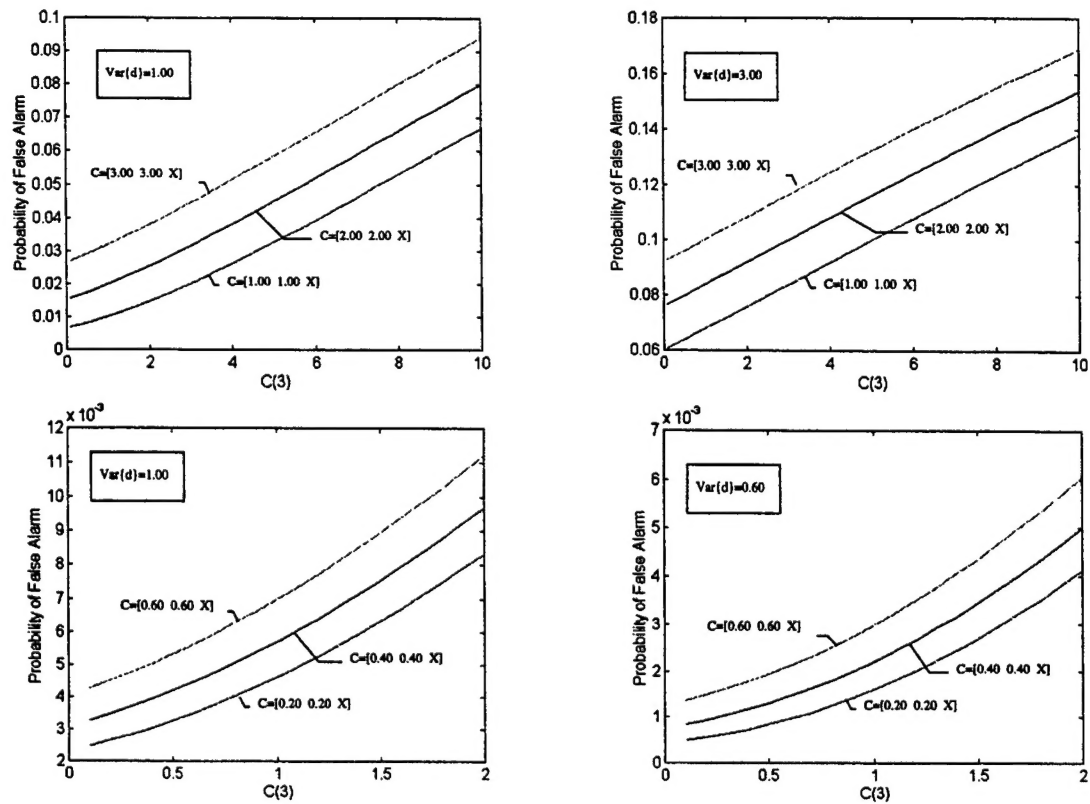 0.1
0.09
0.08
0.07
0.06
0.05
0.04
0.03
0.02
0.01
0
Probability of False Alarm
Var(d)=1.00
C=[3.00 3.00 X]
C=[2.00 2.00 X]
C=[1.00 1.00 X]
0 2 4 6 8 10
C(3)
0.18
0.16
0.14
0.12
0.1
0.08
0.06
Probability of False Alarm
Var(d)=3.00
C=[3.00 3.00 X]
C=[2.00 2.00 X]
C=[1.00 1.00 X]
0 2 4 6 8 10
C(3)
x 10-3
12
11
10
9
8
7
6
5
4
3
2
Probability of False Alarm
Var(d)=1.00
C=[0.60 0.60 X]
C=[0.40 0.40 X]
C=[0.20 0.20 X]
0 0.5 1 1.5 2
C(3)
x 10-3
7
6
5
4
3
2
1
0
Probability of False Alarm
Var(d)=0.60
C=[0.60 0.60 X]
C=[0.40 0.40 X]
C=[0.20 0.20 X]
0 0.5 1 1.5 2
C(3)